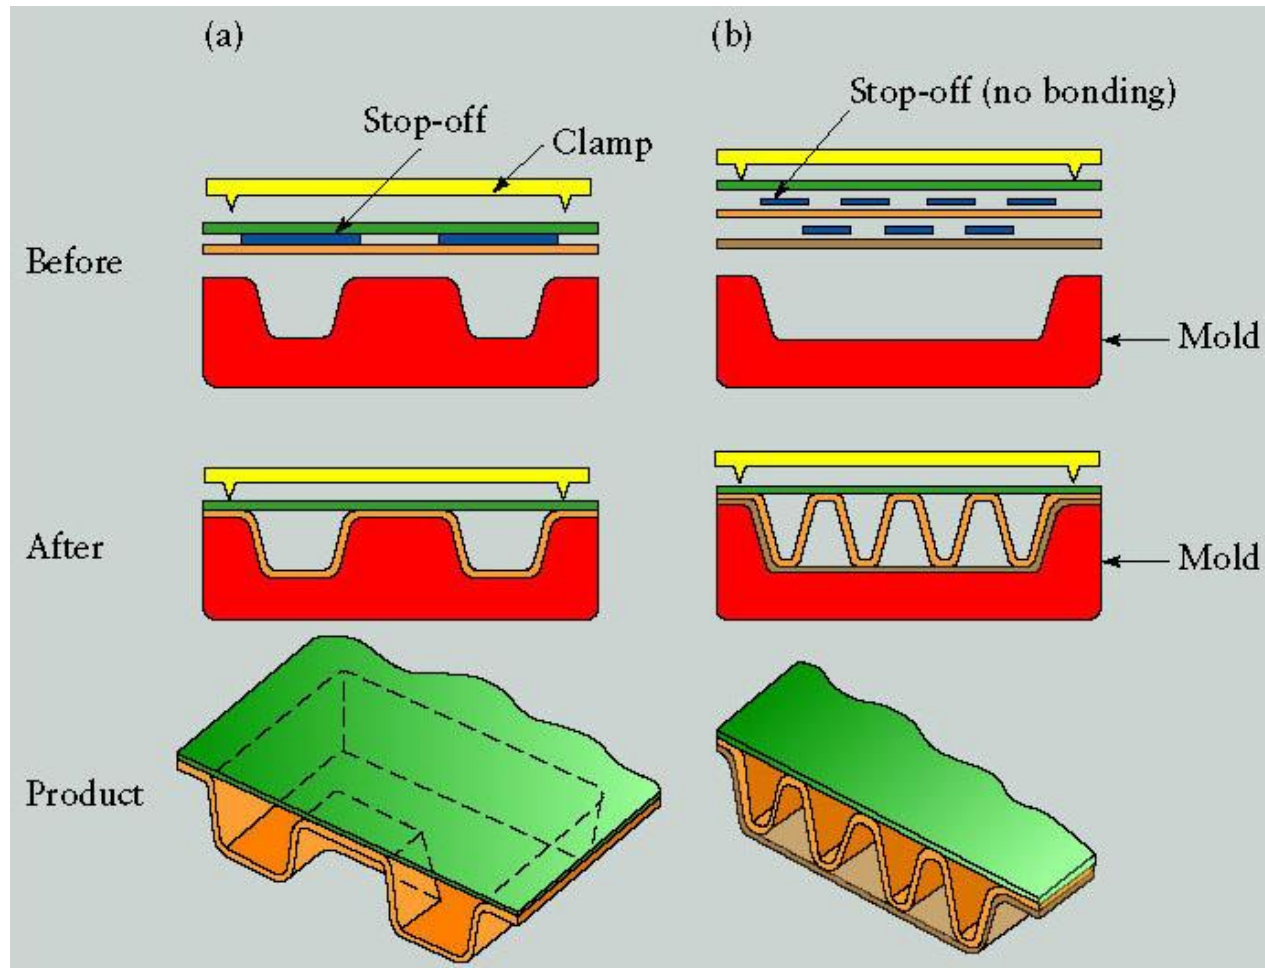 (a)
(b)
Stop-off
Clamp
Stop-off (no bonding)
Before
Mold
After
Mold
Product